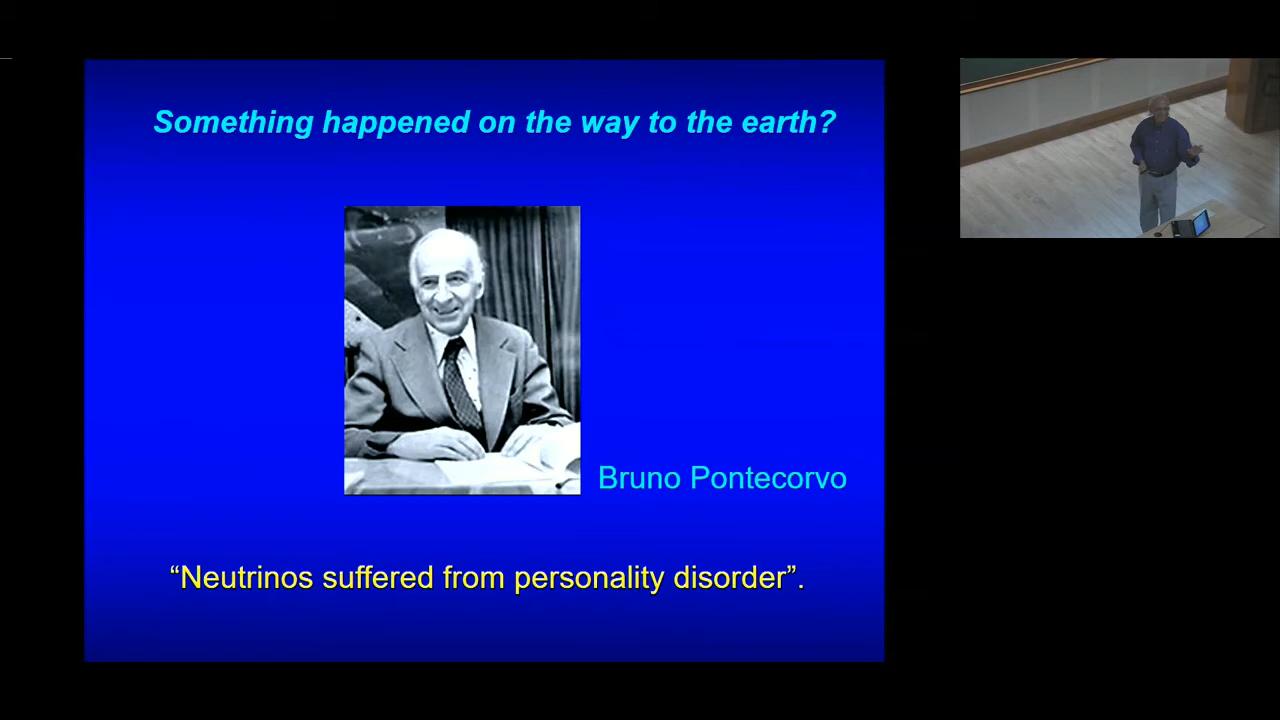 Something happened on the way to the earth?
Bruno Pontecorvo
“Neutrinos suffered from personality disorder”.